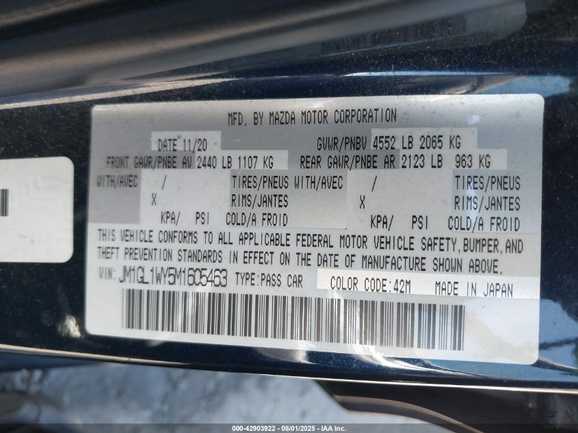 MFD. BY MAZDA MOTOR CORPORATION
DATE 11/20 GVWR/PNBV 4552 LB 2065 KG
FRONT GAWR/PNBE AV 2440 LB 1107 KG REAR GAWR/PNBE AR 2123 LB 963 KG
WITH/AVEC / TIRES/PNEUS WITH/AVEC / TIRES/PNEUS
X RIMS/JANTES X RIMS/JANTES
KPA/ PSI COLD/A FROID KPA/ PSI COLD/A FROID
THIS VEHICLE CONFORMS TO ALL APPLICABLE FEDERAL MOTOR VEHICLE SAFETY, BUMPER, AND
THEFT PREVENTION STANDARDS IN EFFECT ON THE DATE OF MANUFACTURE SHOWN ABOVE.
VIN: JM1GL1WY5M1605463 TYPE:PASS CAR COLOR CODE:42M MADE IN JAPAN
000-42903922 - 08/01/2025 - IAA Inc.